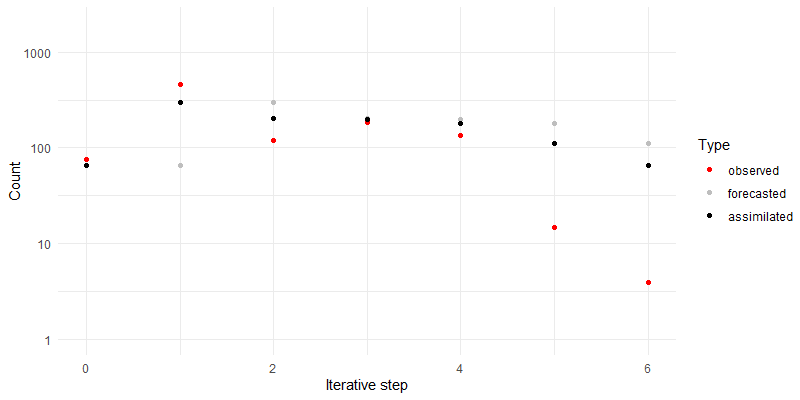 1000
100
10
1
Count
0
2
4
6
Iterative step
Type
observed
forecasted
assimilated